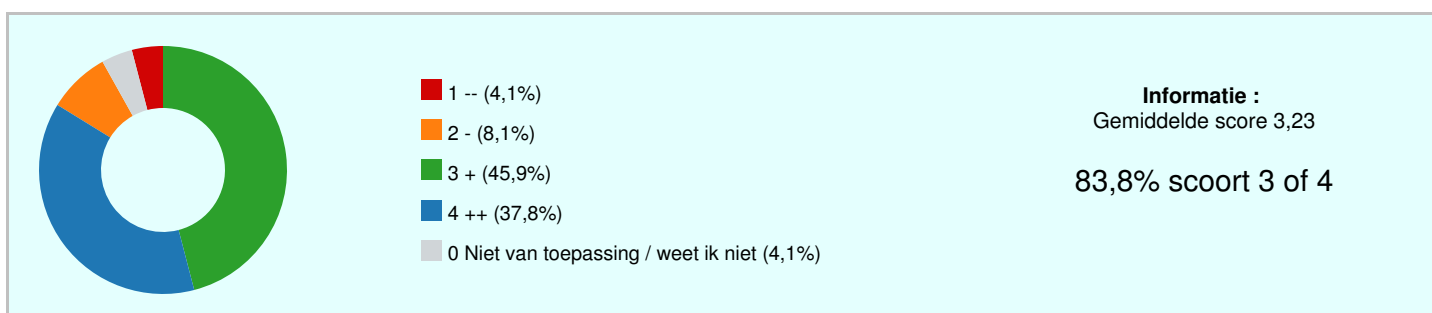 1 -- (4,1%)
2 - (8,1%)
3 + (45,9%)
4 ++ (37,8%)
0 Niet van toepassing / weet ik niet (4,1%)
Informatie :
Gemiddelde score 3,23
83,8% scoort 3 of 4